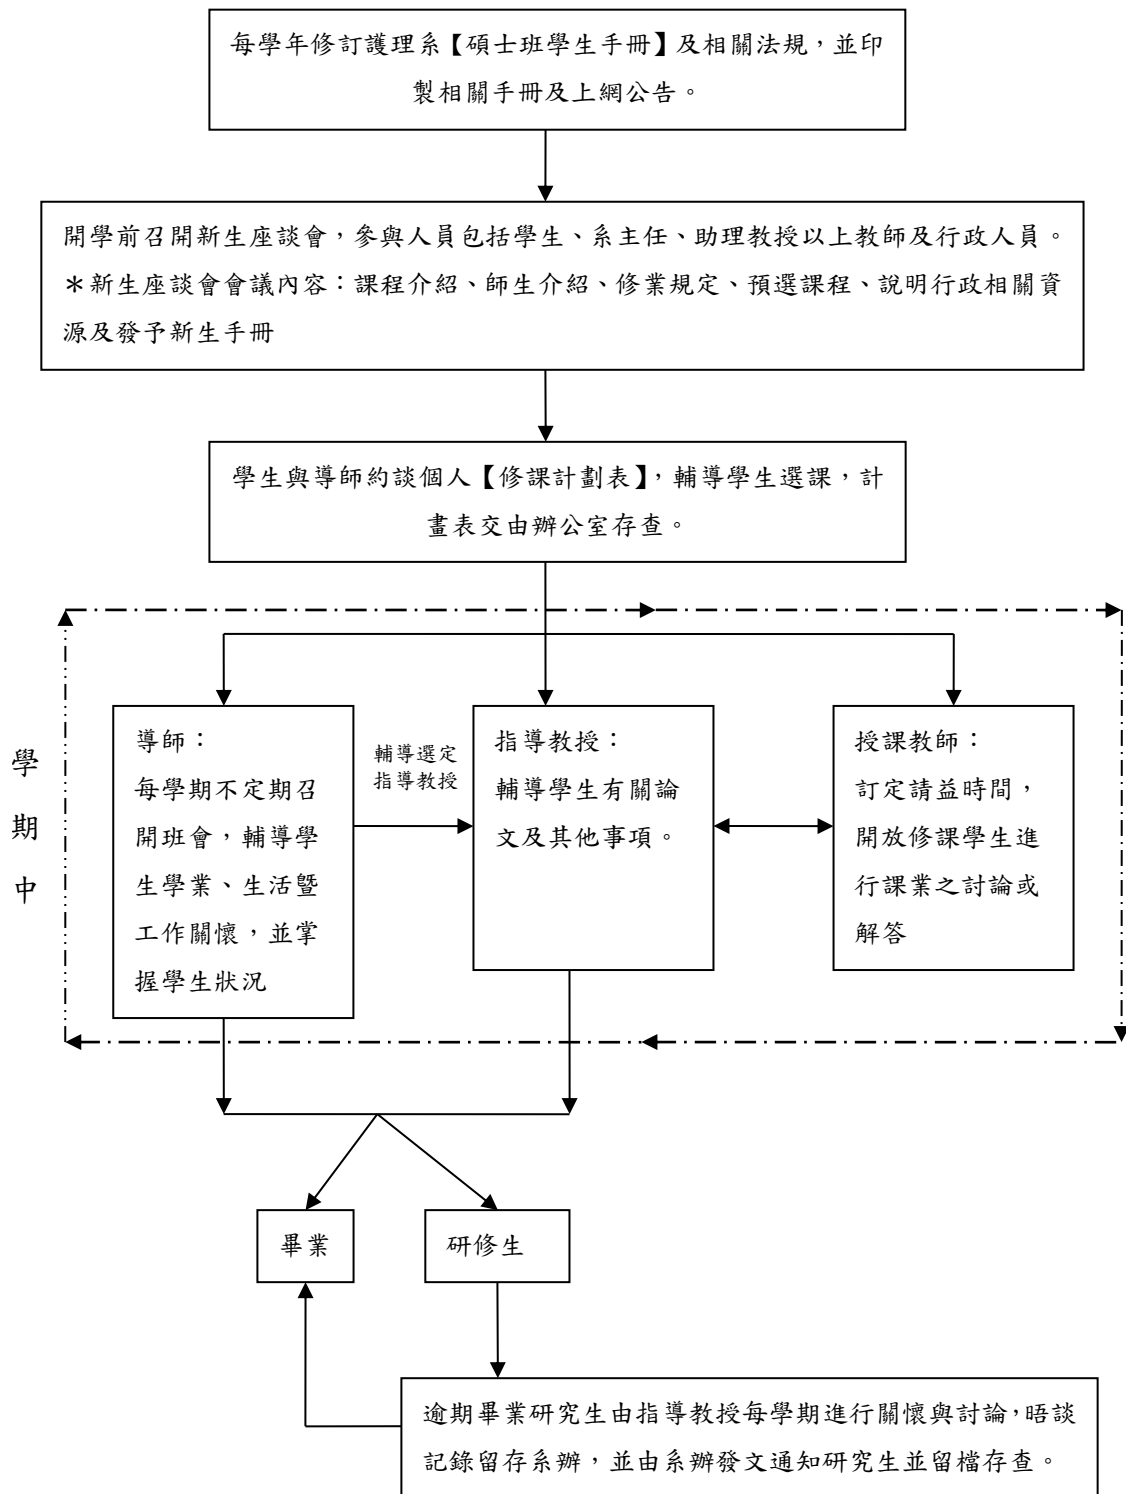 每學年修訂護理系【碩士班學生手冊】及相關法規，並印
製相關手冊及上網公告。
開學前召開新生座談會，參與人員包括學生、系主任、助理教授以上教師及行政人員。
＊新生座談會會議內容：課程介紹、師生介紹、修業規定、預選課程、說明行政相關資
源及發予新生手冊
學生與導師約談個人【修課計劃表】，輔導學生選課，計
畫表交由辦公室存查。
學
期
中
導師：
每學期不定期召
開班會，輔導學
生學業、生活暨
工作關懷，並掌
握學生狀況
輔導選定
指導教授
指導教授：
輔導學生有關論
文及其他事項。
授課教師：
訂定請益時間，
開放修課學生進
行課業之討論或
解答
畢業
研修生
逾期畢業研究生由指導教授每學期進行關懷與討論，晤談
記錄留存系辦，並由系辦發文通知研究生並留檔存查。